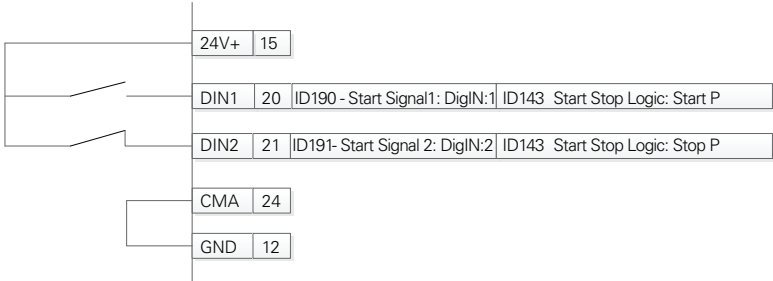 24V+ 15
DIN1 20 ID190 - Start Signal1: DigIN:1 ID143 Start Stop Logic: Start P
DIN2 21 ID191- Start Signal 2: DigIN:2 ID143 Start Stop Logic: Stop P
CMA 24
GND 12